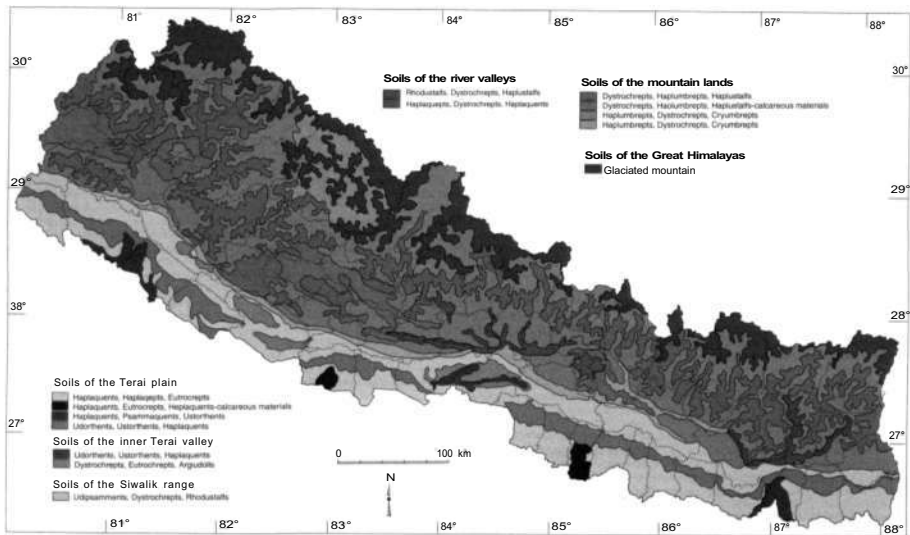 81° 82° 83° 84° 85° 86° 87° 88°
30° 30°
Soils of the river valleys
Rhodustalfs, Dystrochrepts, Haplustalfs
Haplaquepts, Dystrochrepts, Haplaquents
Soils of the mountain lands
Dystrochrepts, Haplumbrepts, Haplustalfs
Dystrochrepts, Haplumbrepts, Haplustalfs-calcareous materials
Haplumbrepts, Dystrochrepts, Cryumbrepts
Haplumbrepts, Dystrochrepts, Cryumbrepts
Soils of the Great Himalayas
Glaciated mountain
29° 29°
38° 28°
Soils of the Terai plain
Haplaquents, Haplaqepts, Eutrocrepts
Haplaquents, Eutrocrepts, Heplaquents-calcareous materials
Haplaquents, Psammaquents, Ustorthents
Udorthents, Ustorthents, Haplaquents
Soils of the inner Terai valley
Udorthents, Ustorthents, Haplaquents
Dystrochrepts, Eutrochrepts, Argiudolls
Soils of the Siwalik range
Udipsamments, Dystrochrepts, Rhodustalfs
27° 27°
0 100 km
N
81° 82° 83° 84° 85° 86° 87° 88°